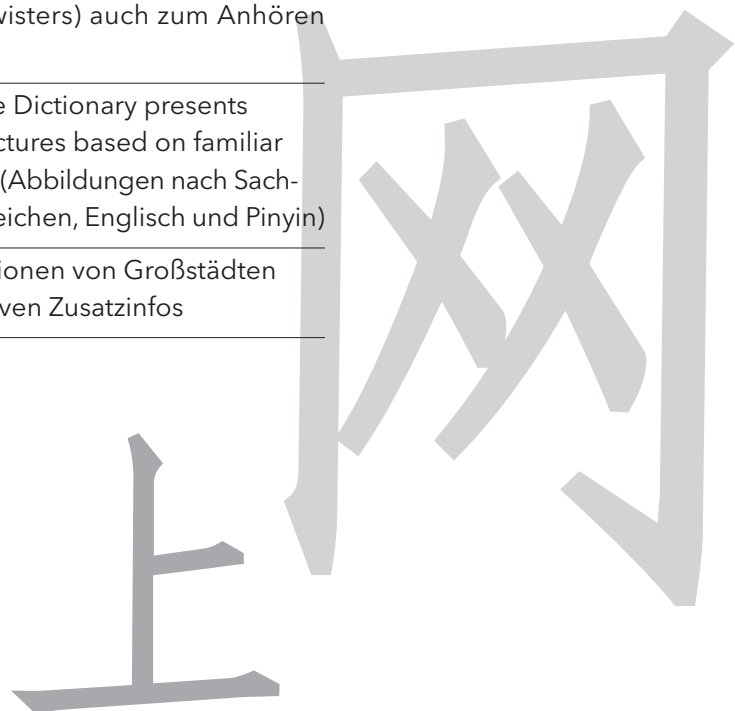 wisters) auch zum Anhören
e Dictionary presents
ctures based on familiar
(Abbildungen nach Sach-
eichen, Englisch und Pinyin)
ionen von Großstädten
ven Zusatzinfos
上
网